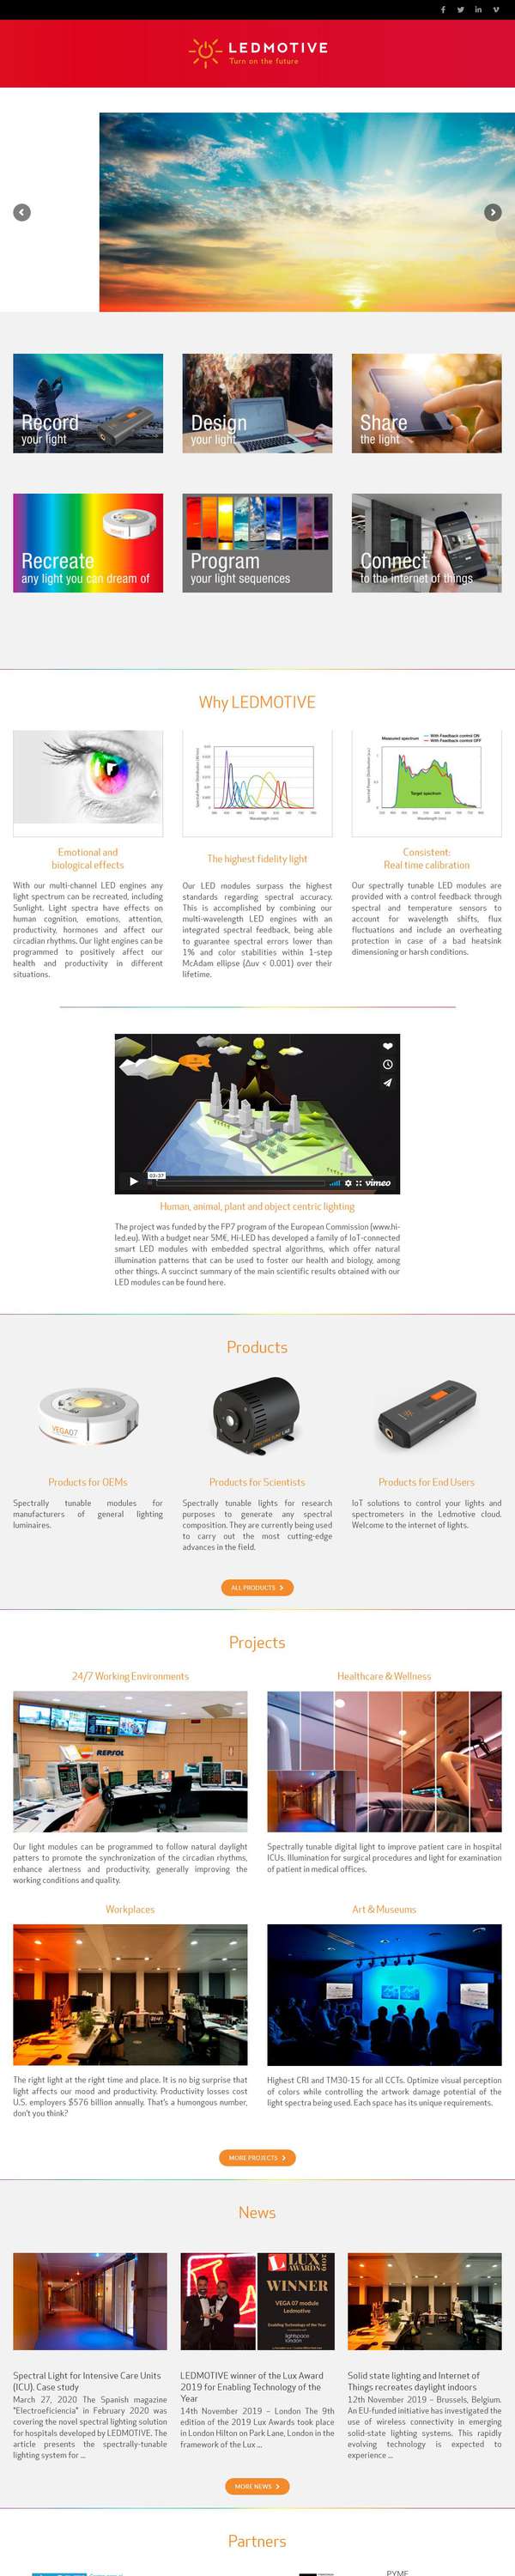 LEDMOTIVE
Turn on the future
Record
your light
Design
your light
Share
the light
Recreate
any light you can dream of
Program
your light sequences
Connect
to the internet of things
Why LEDMOTIVE
Measured spectrum
With Feedback control ON
With Feedback control OFF
Target spectrum
Emotional and
biological effects
The highest fidelity light
Consistent:
Real time calibration
With our multi-channel LED engines any
light spectrum can be recreated, including
Sunlight. Light spectra have effects on
human cognition, emotions, attention,
productivity, hormones and affect our
circadian rhythms. Our light engines can be
programmed to positively affect our
health and productivity in different
situations.
Our LED modules surpass the highest
standards regarding spectral accuracy.
This is accomplished by combining our
multi-wavelength LED engines with an
integrated spectral feedback, being able
to guarantee spectral errors lower than
1% and color stabilities within 1-step
McAdam ellipse (Δuv < 0.001) over their
lifetime.
Our spectrally tunable LED modules are
provided with a control feedback through
spectral and temperature sensors to
account for wavelength shifts, flux
fluctuations and include an overheating
protection in case of a bad heatsink
dimensioning or harsh conditions.
03:37
vimeo
Human, animal, plant and object centric lighting
The project was funded by the FP7 program of the European Commission (www.hi-
led.eu). With a budget near 5M€, Hi-LED has developed a family of IoT-connected
smart LED modules with embedded spectral algorithms, which offer natural
illumination patterns that can be used to foster our health and biology, among
other things. A succinct summary of the main scientific results obtained with our
LED modules can be found here.
Products
VEGA07
Products for OEMs
Products for Scientists
Products for End Users
Spectrally tunable modules for
manufacturers of general lighting
luminaires.
Spectrally tunable lights for research
purposes to generate any spectral
composition. They are currently being used
to carry out the most cutting-edge
advances in the field.
IoT solutions to control your lights and
spectrometers in the Ledmotive cloud.
Welcome to the internet of lights.
ALL PRODUCTS
Projects
24/7 Working Environments
Healthcare & Wellness
REPSOL
Our light modules can be programmed to follow natural daylight
patters to promote the synchronization of the circadian rhythms,
enhance alertness and productivity, generally improving the
working conditions and quality.
Spectrally tunable digital light to improve patient care in hospital
ICUs. Illumination for surgical procedures and light for examination
of patient in medical offices.
Workplaces
Art & Museums
The right light at the right time and place. It is no big surprise that
light affects our mood and productivity. Productivity losses cost
U.S. employers $576 billion annually. That's a humongous number,
don't you think?
Highest CRI and TM30-15 for all CCTs. Optimize visual perception
of colors while controlling the artwork damage potential of the
light spectra being used. Each space has its unique requirements.
MORE PROJECTS
News
LUX
AWARDS
2019
WINNER
VEGA 07 module
Ledmotive
Enabling Technology of the Year
lightspace
london
Spectral Light for Intensive Care Units
(ICU). Case study
March 27, 2020 The Spanish magazine
"Electroeficiencia" in February 2020 was
covering the novel spectral lighting solution
for hospitals developed by LEDMOTIVE. The
article presents the spectrally-tunable
lighting system for ...
LEDMOTIVE winner of the Lux Award
2019 for Enabling Technology of the
Year
14th November 2019 – London The 9th
edition of the 2019 Lux Awards took place
in London Hilton on Park Lane, London in the
framework of the Lux ...
Solid state lighting and Internet of
Things recreates daylight indoors
12th November 2019 – Brussels, Belgium.
An EU-funded initiative has investigated the
use of wireless connectivity in emerging
solid-state lighting systems. This rapidly
evolving technology is expected to
experience ...
MORE NEWS
Partners
PYME